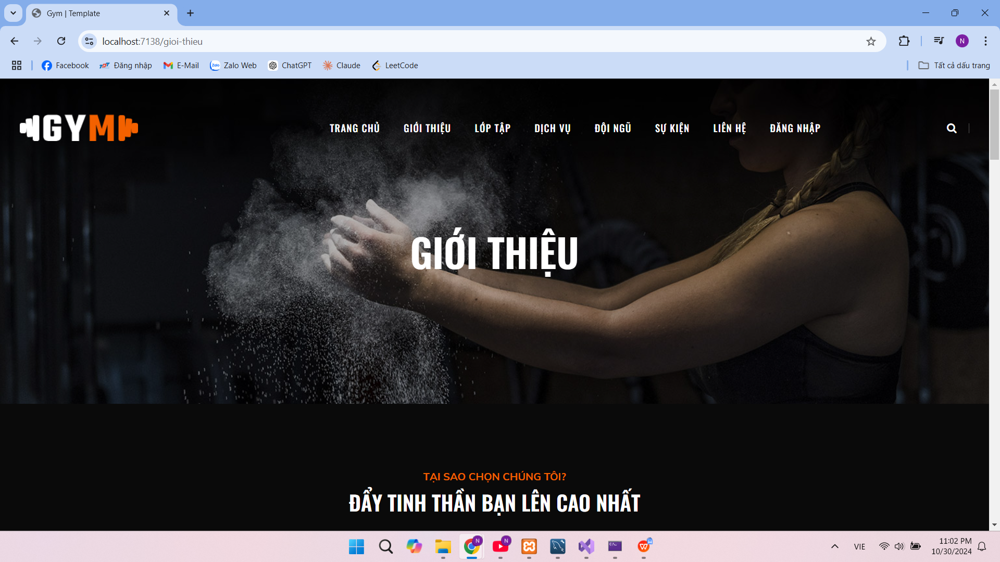 Gym | Template
localhost:7138/gioi-thieu
N
Facebook
Đăng nhập
E-Mail
Zalo
Zalo Web
ChatGPT
Claude
LeetCode
Tất cả dấu trang
GYM
TRANG CHỦ
GIỚI THIỆU
LỚP TẬP
DỊCH VỤ
ĐỘI NGŨ
SỰ KIỆN
LIÊN HỆ
ĐĂNG NHẬP
GIỚI THIỆU
TẠI SAO CHỌN CHÚNG TÔI?
ĐẨY TINH THẦN BẠN LÊN CAO NHẤT
N
N
VIE
11:02 PM
10/30/2024